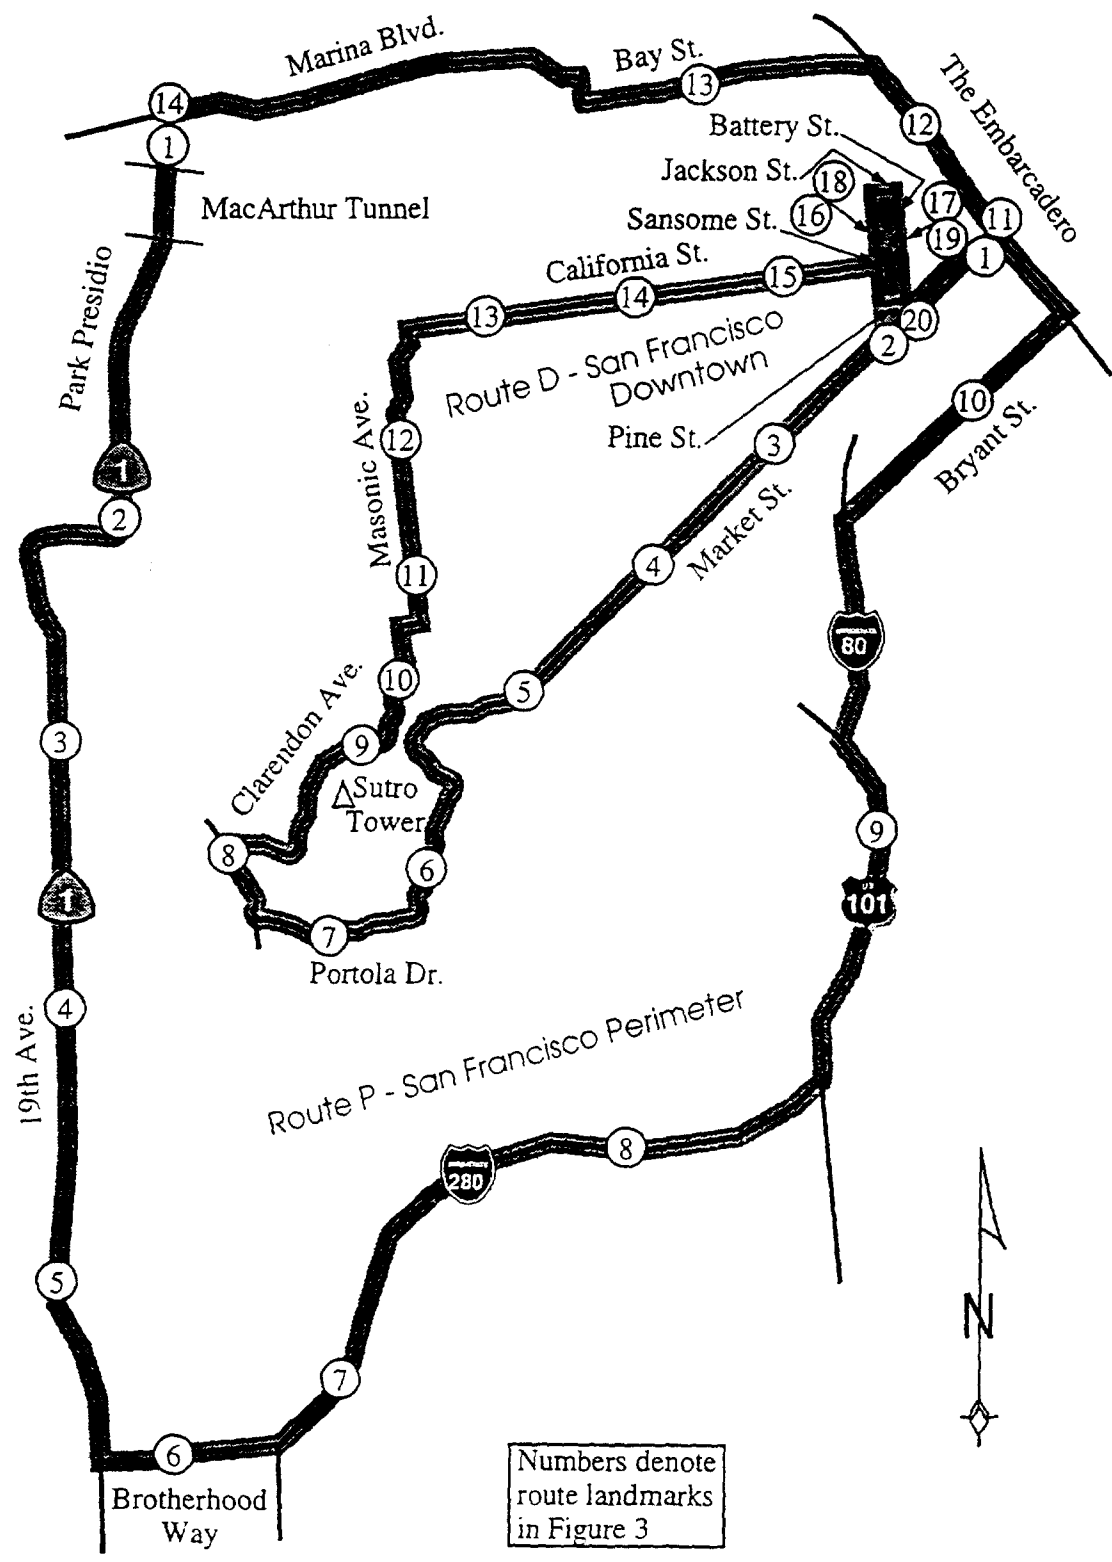 Marina Blvd.
Bay St.
13
14
The Embarcadero
12
Battery St.
1
Jackson St.
18
17
MacArthur Tunnel
16
Sansome St.
11
19
1
California St.
15
14
13
20
Park Presidio
Route D - San Francisco
Downtown
2
10
Pine St.
3
Bryant St.
Masonic Ave.
12
1
2
Market St.
4
11
80
10
5
Clarendon Ave.
3
9
Sutro
Tower
8
6
9
1
101
7
Portola Dr.
4
19th Ave.
Route P - San Francisco Perimeter
8
280
5
N
7
6
Brotherhood
Way
Numbers denote
route landmarks
in Figure 3